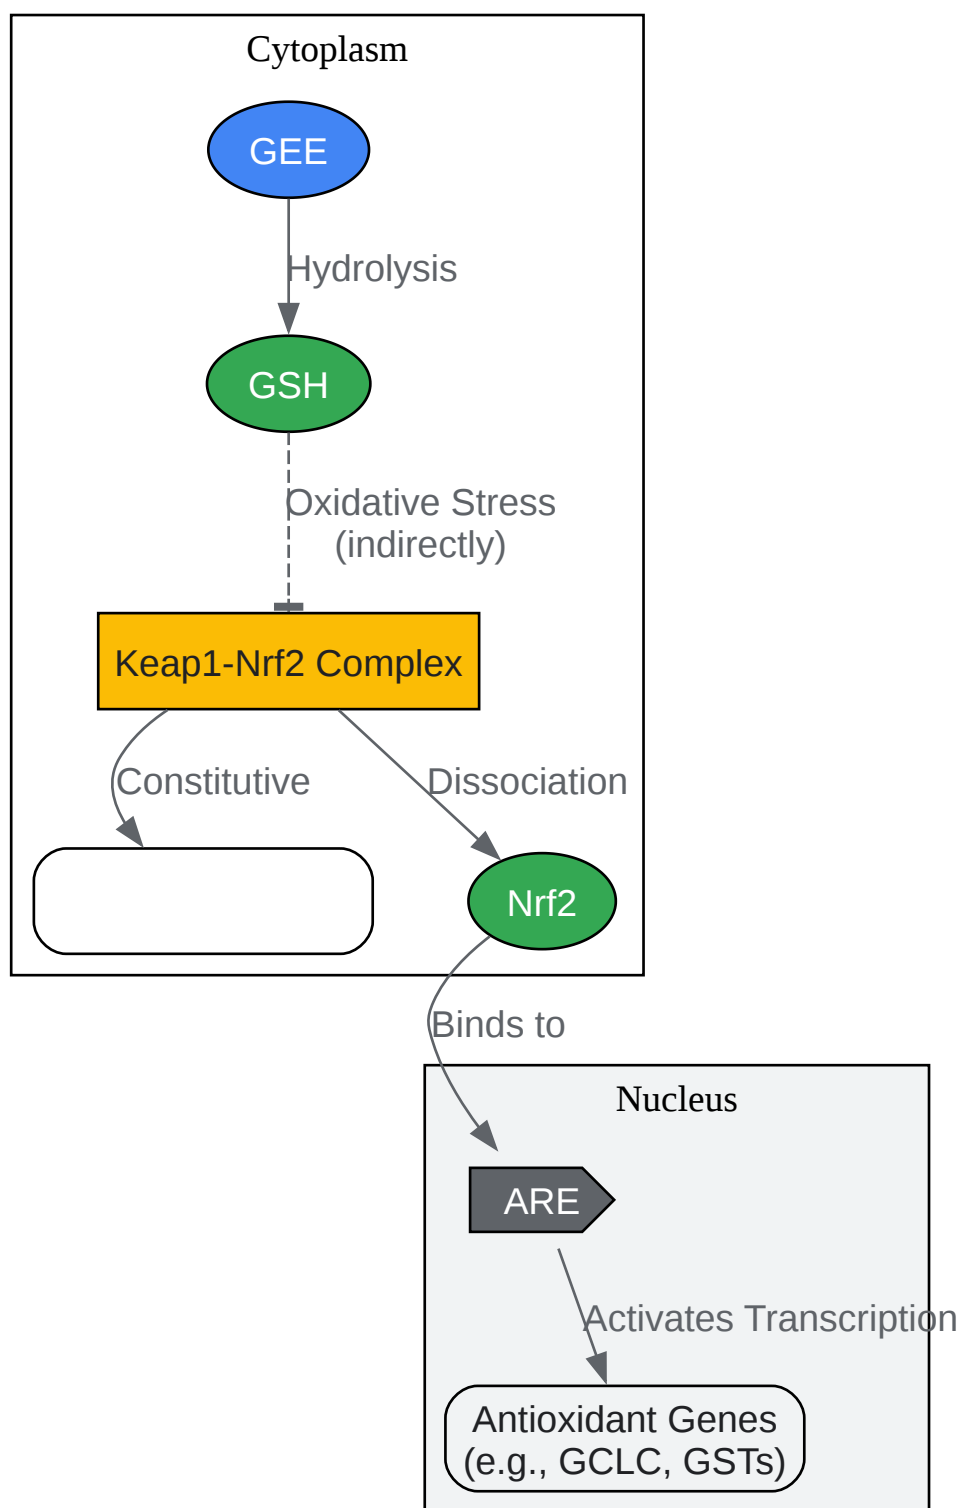 Cytoplasm
GEE
Hydrolysis
GSH
Oxidative Stress
(indirectly)
Keap1-Nrf2 Complex
Constitutive
Dissociation
Nrf2
Binds to
Nucleus
ARE
Activates Transcription
Antioxidant Genes
(e.g., GCLC, GSTs)